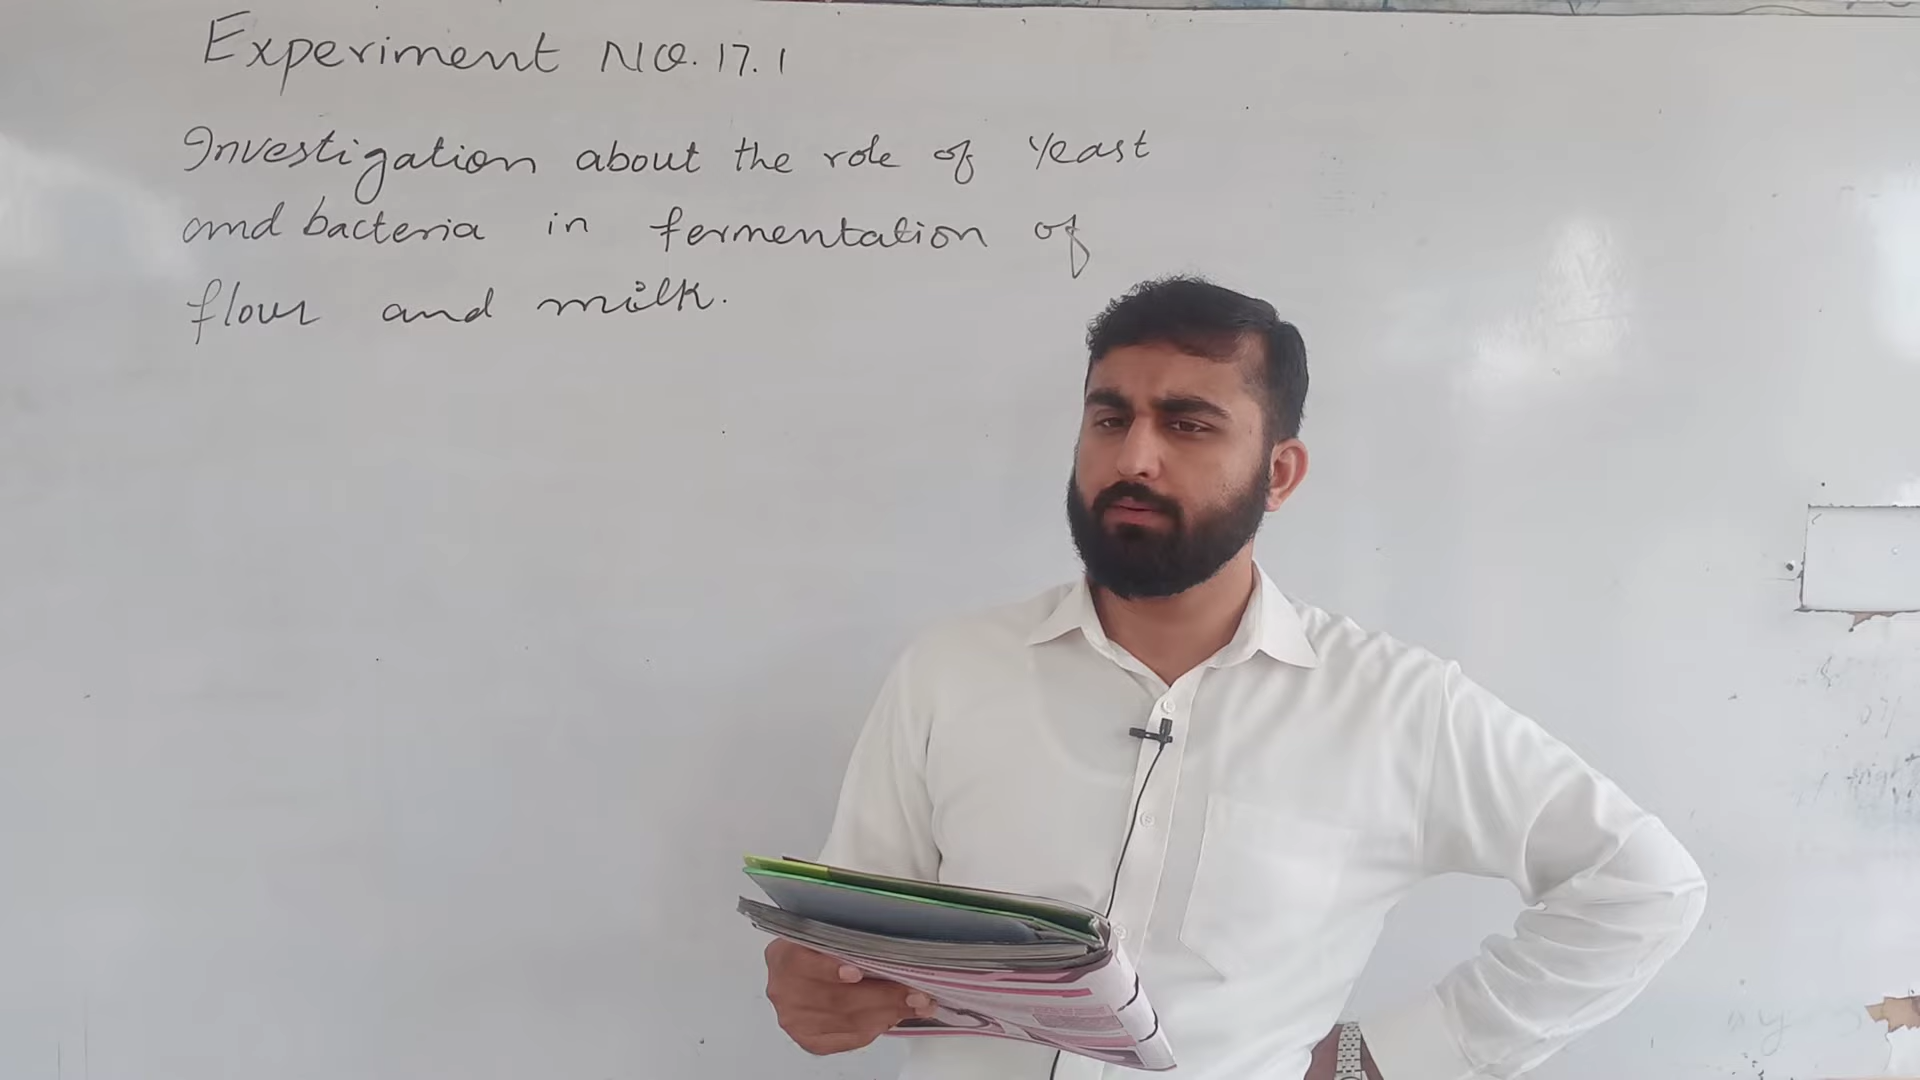 Experiment NO. 17.1
Investigation about the role of Yeast
and bacteria in fermentation of
flour and milk.